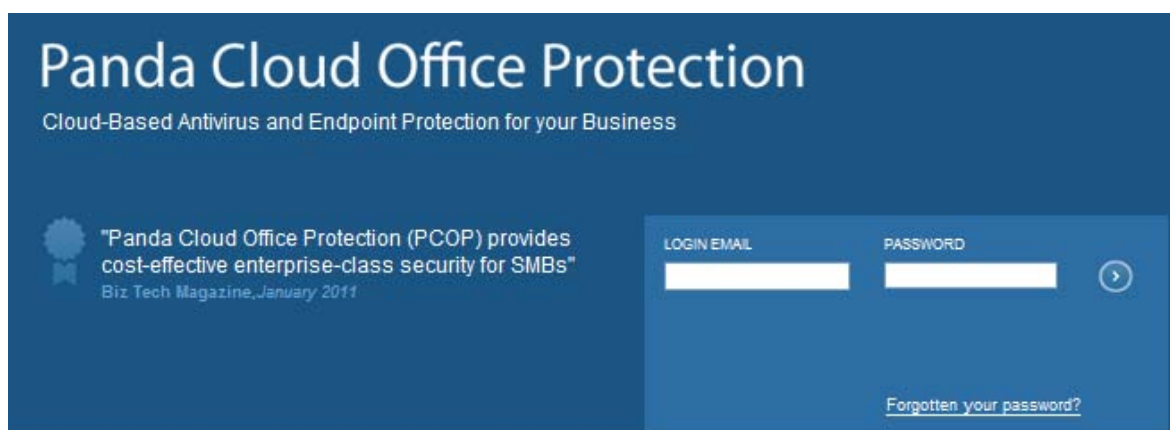 Panda Cloud Office Protection
Cloud-Based Antivirus and Endpoint Protection for your Business
"Panda Cloud Office Protection (PCOP) provides
cost-effective enterprise-class security for SMBs"
Biz Tech Magazine,January 2011
LOGIN EMAIL
PASSWORD
Forgotten your password?